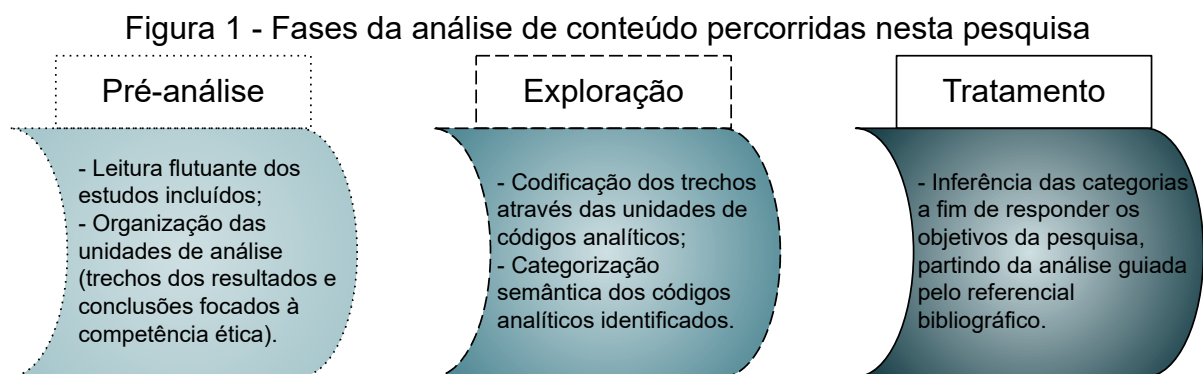 Figura 1 - Fases da análise de conteúdo percorridas nesta pesquisa
Pré-análise
- Leitura flutuante dos
estudos incluídos;
- Organização das
unidades de análise
(trechos dos resultados e
conclusões focados à
competência ética).
Exploração
- Codificação dos trechos
através das unidades de
códigos analíticos;
- Categorização
semântica dos códigos
analíticos identificados.
Tratamento
- Inferência das categorias
a fim de responder os
objetivos da pesquisa,
partindo da análise guiada
pelo referencial
bibliográfico.